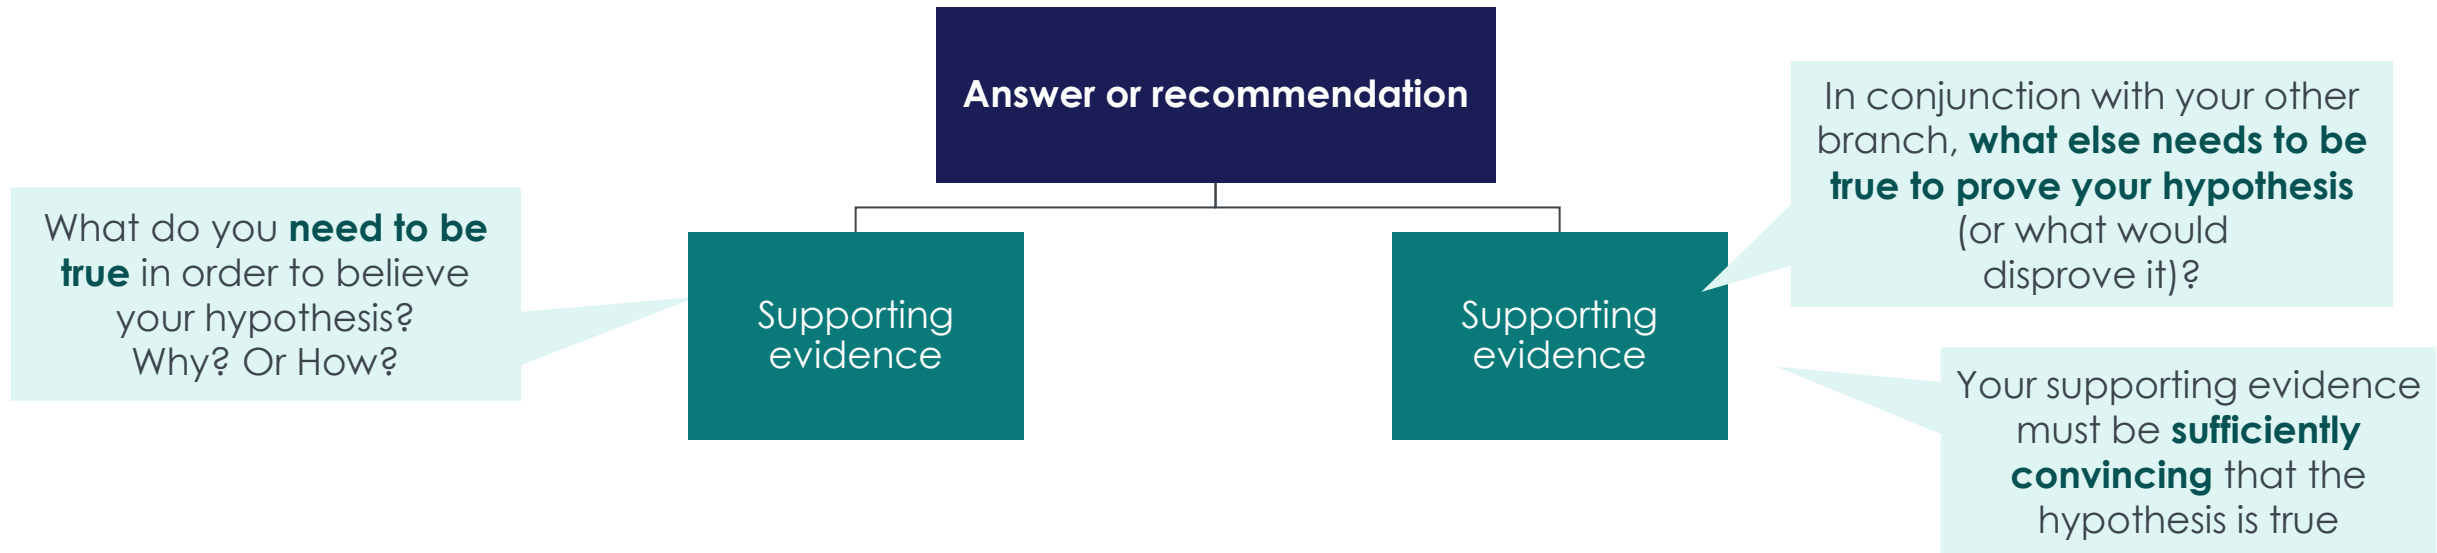 Answer or recommendation
In conjunction with your other
branch, what else needs to be
true to prove your hypothesis
(or what would
disprove it)?
What do you need to be
true in order to believe
your hypothesis?
Why? Or How?
Supporting
evidence
Supporting
evidence
Your supporting evidence
must be sufficiently
convincing that the
hypothesis is true